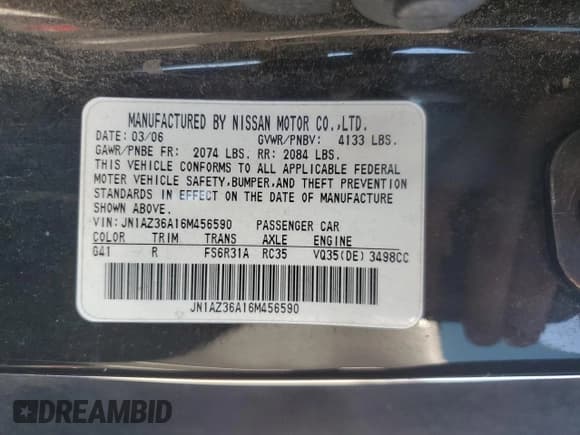 MANUFACTURED BY NISSAN MOTOR CO.,LTD.
DATE: 03/06 GVWR/PNBV: 4133 LBS.
GAWR/PNBE FR: 2074 LBS. RR: 2084 LBS.
THIS VEHICLE CONFORMS TO ALL APPLICABLE FEDERAL
MOTOR VEHICLE SAFETY,BUMPER,AND THEFT PREVENTION
STANDARDS IN EFFECT ON THE DATE OF MANUFACTURE
SHOWN ABOVE.
VIN: JN1AZ36A16M456590 PASSENGER CAR
COLOR TRIM TRANS AXLE ENGINE
G41 R FS6R31A RC35 VQ35(DE) 3498CC
JN1AZ36A16M456590
DREAMBID